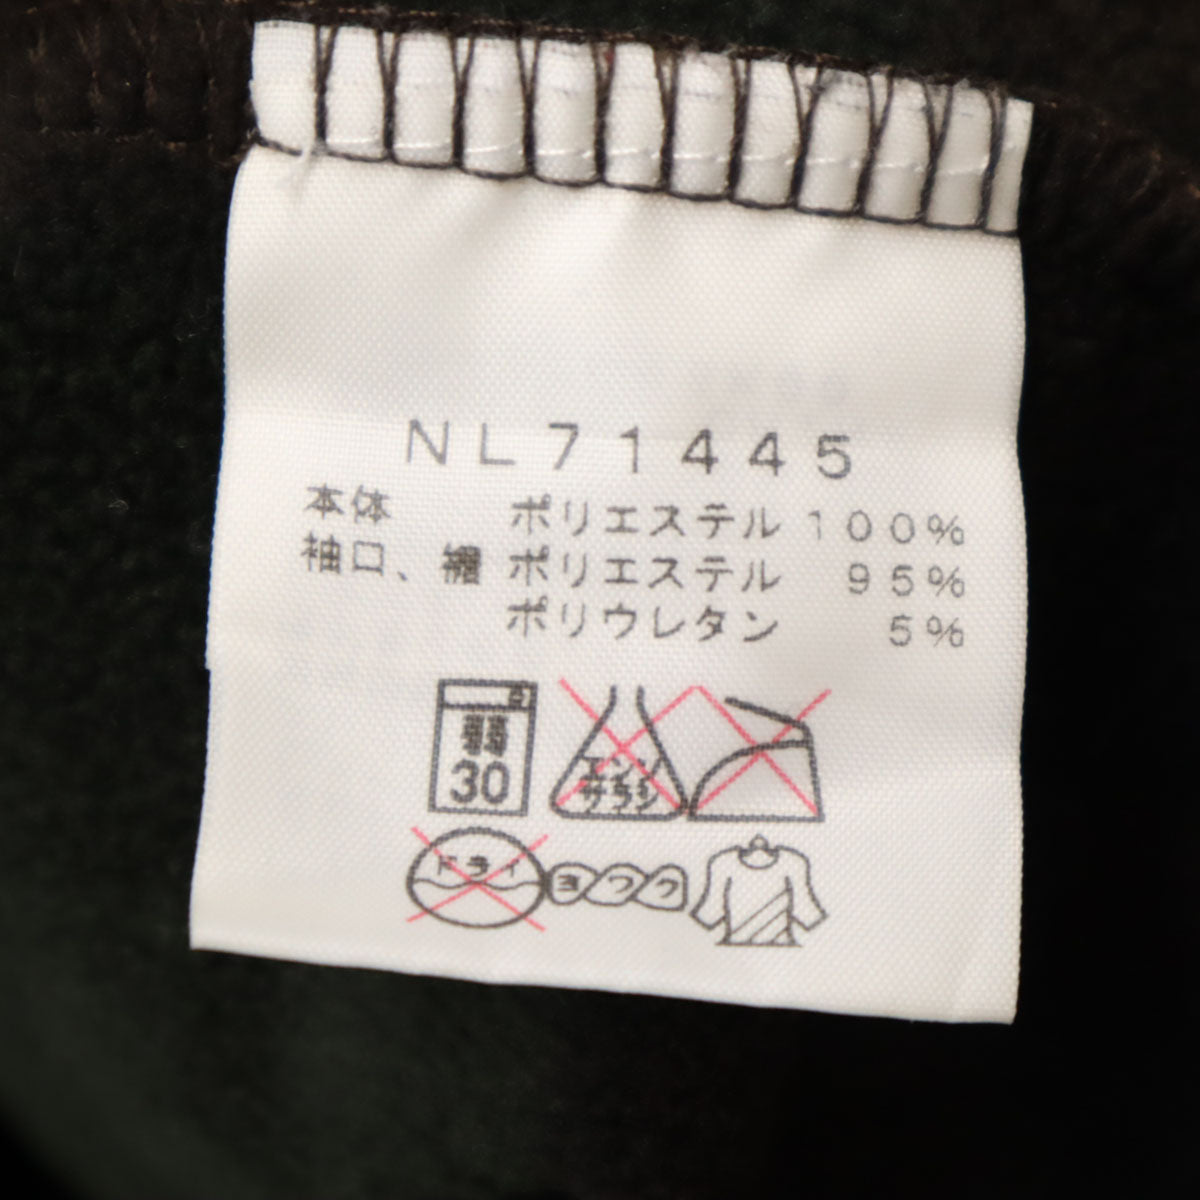 NL71445
本体 ポリエステル 100%
袖口、裾 ポリエステル 95%
ポリウレタン 5%
弱
30
エンソ
サラシ
ドライ
ヨワク